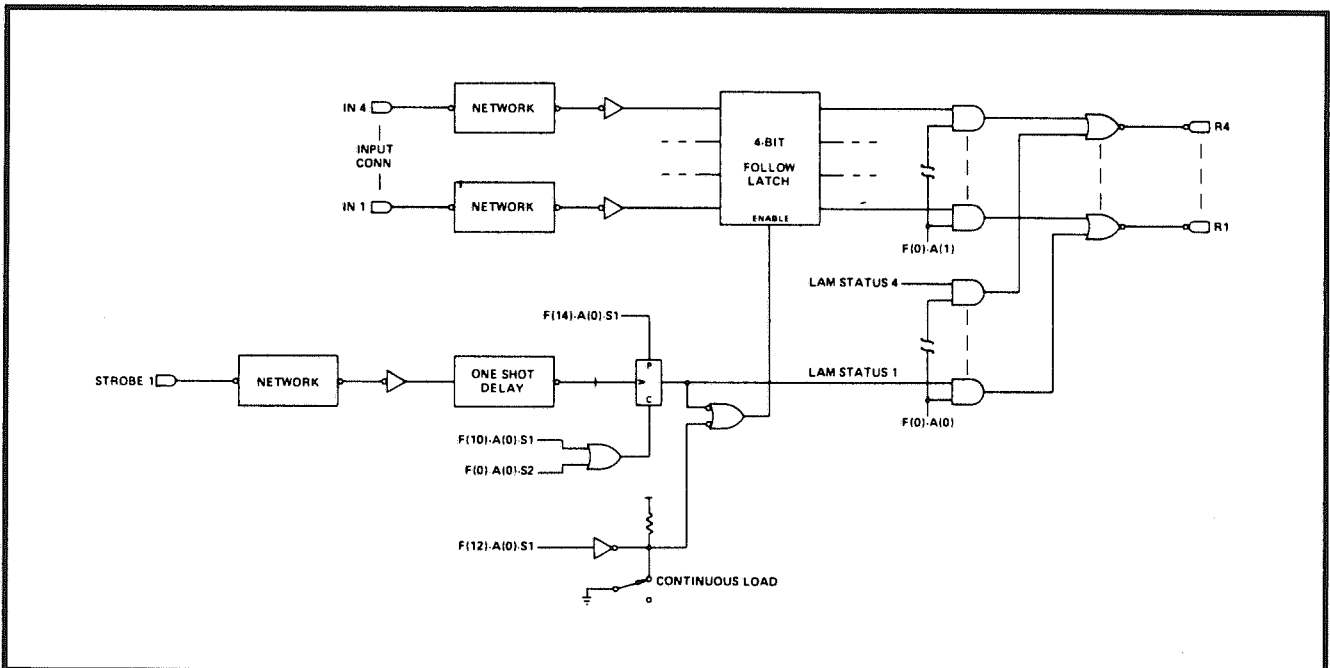 IN 4
NETWORK
INPUT
CONN
IN 1
NETWORK
4-BIT
FOLLOW
LATCH
ENABLE
R4
R1
F(0)·A(1)
LAM STATUS 4
F(14)·A(0)·S1
STROBE 1
NETWORK
ONE SHOT
DELAY
P
C
LAM STATUS 1
F(0)·A(0)
F(10)·A(0)·S1
F(0)·A(0)·S2
F(12)·A(0)·S1
CONTINUOUS LOAD